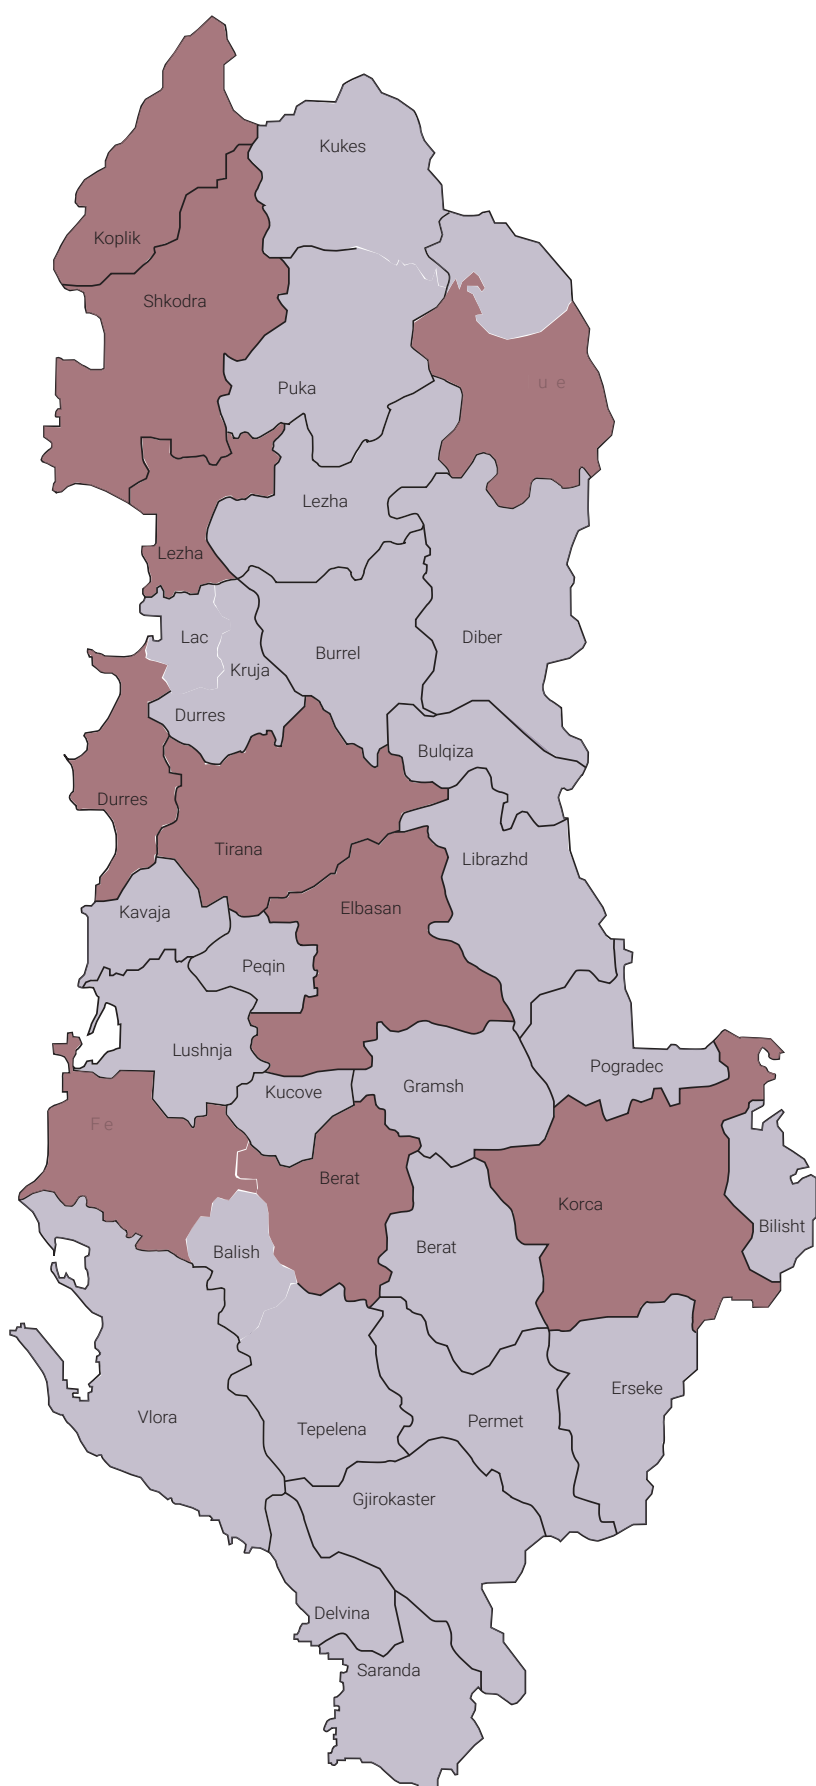 Kukes
Koplik
Shkodra
u e
Puka
Lezha
Lezha
Lac
Diber
Burrel
Kruja
Durres
Bulqiza
Durres
Tirana
Librazhd
Elbasan
Kavaja
Peqin
Lushnja
Pogradec
Gramsh
Kucove
Fe
Berat
Korca
Bilisht
Berat
Balish
Erseke
Vlora
Permet
Tepelena
Gjirokaster
Delvina
Saranda